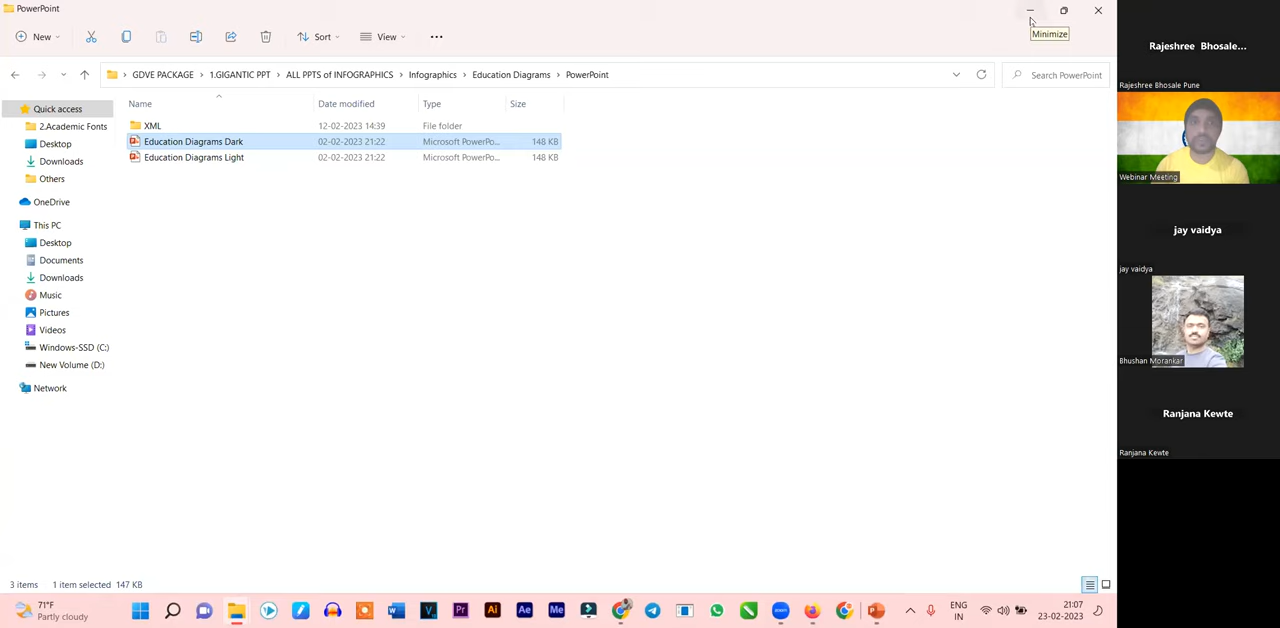 PowerPoint
New
Sort
View
Minimize
GDVE PACKAGE > 1.GIGANTIC PPT > ALL PPTS of INFOGRAPHICS > Infographics > Education Diagrams > PowerPoint
Search PowerPoint
Name Date modified Type Size
XML 12-02-2023 14:39 File folder
Education Diagrams Dark 02-02-2023 21:22 Microsoft PowerPo... 148 KB
Education Diagrams Light 02-02-2023 21:22 Microsoft PowerPo... 148 KB
Quick access
2.Academic Fonts
Desktop
Downloads
Others
OneDrive
This PC
Desktop
Documents
Downloads
Music
Pictures
Videos
Windows-SSD (C:)
New Volume (D:)
Network
3 items 1 item selected 147 KB
Rajeshree Bhosale...
Rajeshree Bhosale Pune
Webinar Meeting
jay vaidya
jay vaidya
Bhushan Morankar
Ranjana Kewte
Ranjana Kewte
71°F
Partly cloudy
Pr
Ai
Ae
Me
ENG
IN
21:07
23-02-2023